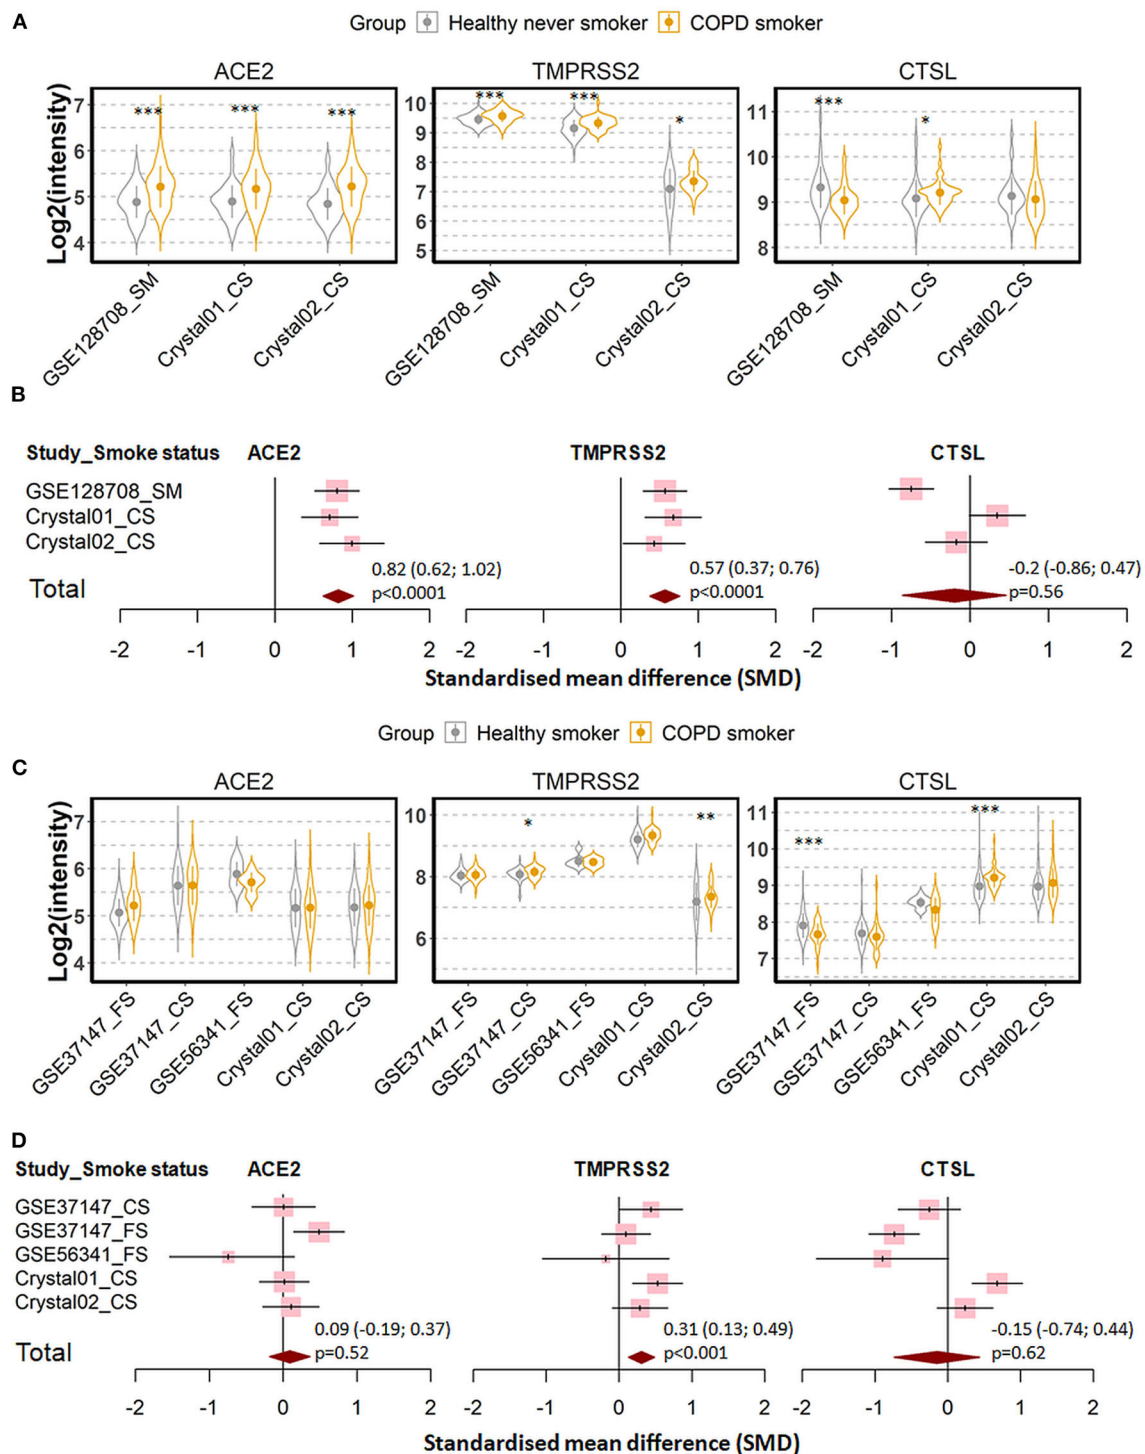 A
Group Healthy never smoker COPD smoker
ACE2 TMPRSS2 CTSL
Log2(intensity)
7
6
5
4
*** *** ***
10
9
8
7
6
5
*** *** *
11
10
9
8
*** *
GSE128708_SM Crystal01_CS Crystal02_CS
GSE128708_SM Crystal01_CS Crystal02_CS
GSE128708_SM Crystal01_CS Crystal02_CS
B
Study_Smoke status ACE2 TMPRSS2 CTSL
GSE128708_SM
Crystal01_CS
Crystal02_CS
0.82 (0.62; 1.02) 0.57 (0.37; 0.76) -0.2 (-0.86; 0.47)
Total p<0.0001 p<0.0001 p=0.56
-2 -1 0 1 2 -2 -1 0 1 2 -2 -1 0 1 2
Standardised mean difference (SMD)
Group Healthy smoker COPD smoker
C
ACE2 TMPRSS2 CTSL
Log2(intensity)
7
6
5
4
10
8
6
* **
11
10
9
8
7
*** ***
GSE37147_FS GSE37147_CS GSE56341_FS Crystal01_CS Crystal02_CS
GSE37147_FS GSE37147_CS GSE56341_FS Crystal01_CS Crystal02_CS
GSE37147_FS GSE37147_CS GSE56341_FS Crystal01_CS Crystal02_CS
D
Study_Smoke status ACE2 TMPRSS2 CTSL
GSE37147_CS
GSE37147_FS
GSE56341_FS
Crystal01_CS
Crystal02_CS
0.09 (-0.19; 0.37) 0.31 (0.13; 0.49) -0.15 (-0.74; 0.44)
Total p=0.52 p<0.001 p=0.62
-2 -1 0 1 2 -2 -1 0 1 2 -2 -1 0 1 2
Standardised mean difference (SMD)